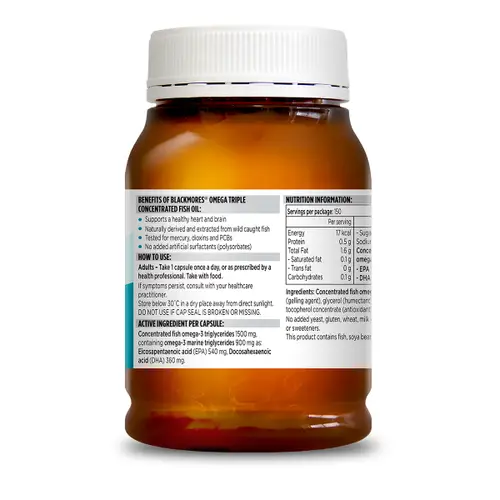 BENEFITS OF BLACKMORES® OMEGA TRIPLE
CONCENTRATED FISH OIL:
• Supports a healthy heart and brain
• Naturally derived and extracted from wild caught fish
• Tested for mercury, dioxins and PCBs
• No added artificial surfactants (polysorbates)
HOW TO USE:
Adults - Take 1 capsule once a day, or as prescribed by a
health professional. Take with food.
If symptoms persist, consult with your healthcare
practitioner.
Store below 30°C in a dry place away from direct sunlight.
DO NOT USE IF CAP SEAL IS BROKEN OR MISSING.
ACTIVE INGREDIENT PER CAPSULE:
Concentrated fish omega-3 triglycerides 1500 mg,
containing omega-3 marine triglycerides 900 mg as:
Eicosapentaenoic acid (EPA) 540 mg, Docosahexaenoic
acid (DHA) 360 mg.
NUTRITION INFORMATION:
Servings per package: 150
Per serving
Energy 17 kcal - Sug
Protein 0.5 g Sodiu
Total Fat 1.6 g Conce
- Saturated fat 0.1 g omega
- Trans fat 0 g - EPA
Carbohydrates 0.1 g - DHA
Ingredients: Concentrated fish ome
(gelling agent), glycerol (humectant
tocopherol concentrate (antioxidant
No added yeast, gluten, wheat, milk
or sweeteners.
This product contains fish, soya bea